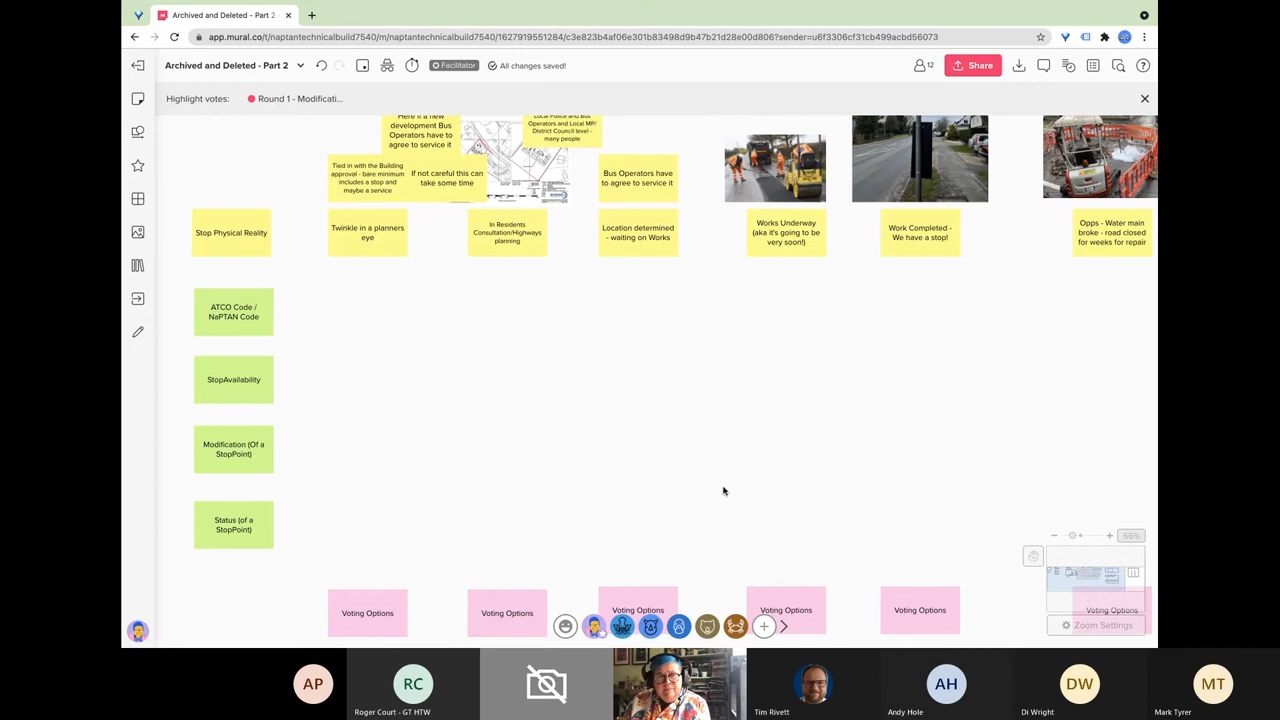 Archived and Deleted - Part 2 -
app.mural.co/t/naptantechnicalbuild7540/m/naptantechnicalbuild7540/1627919551284/c3e823b4af06e301b83498d9b47b21d28e00d806?sender=u6f3306cf31cb499acbd56073
Archived and Deleted - Part 2
Facilitator
All changes saved!
12
Share
Highlight votes:
Round 1 - Modificati...
Here if a new
development Bus
Operators have to
agree to service it
Local Police and Bus
Operators and Local MP/
District Council level -
many people
Tied in with the Building
approval - bare minimum
includes a stop and
maybe a service
If not careful this can
take some time
Bus Operators have
to agree to service it
Stop Physical Reality
Twinkle in a planners
eye
In Residents
Consultation/Highways
planning
Location determined
- waiting on Works
Works Underway
(aka it's going to be
very soon!)
Work Completed -
We have a stop!
Opps - Water main
broke - road closed
for weeks for repair
ATCO Code /
NaPTAN Code
StopAvailability
Modification (Of a
StopPoint)
Status (of a
StopPoint)
56%
Voting Options
Voting Options
Voting Options
Voting Options
Voting Options
Voting Options
Zoom Settings
AP
RC
Roger Court - GT HTW
Tim Rivett
AH
Andy Hole
DW
Di Wright
MT
Mark Tyrer